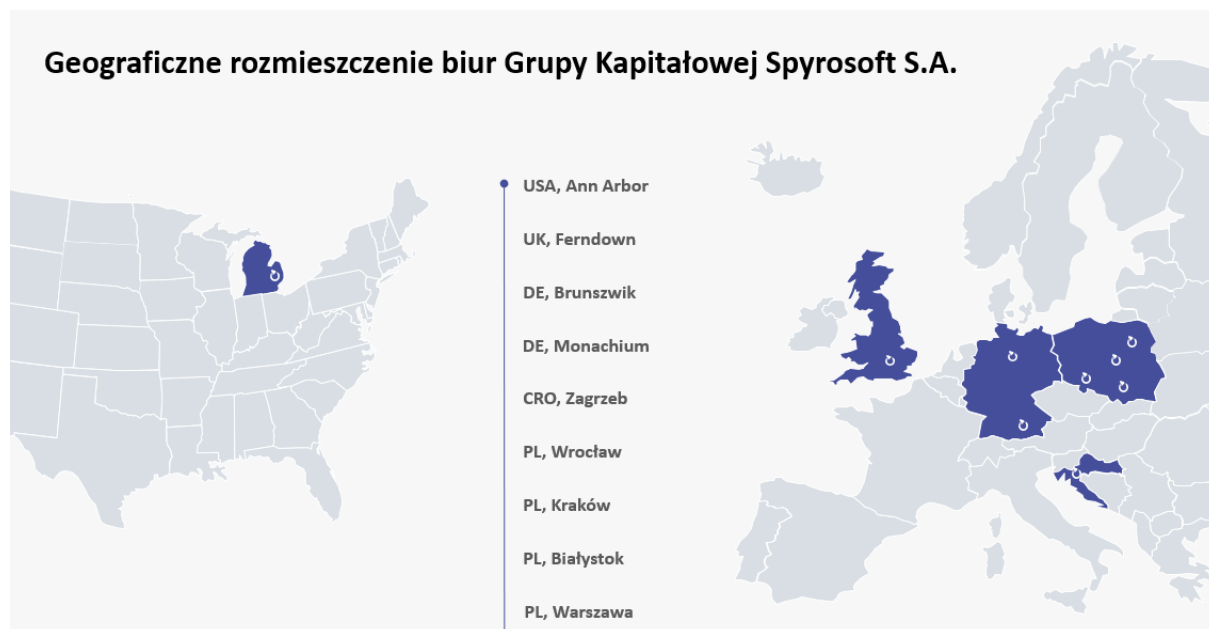 Geograficzne rozmieszczenie biur Grupy Kapitałowej Spyrosoft S.A.
USA, Ann Arbor
UK, Ferndown
DE, Brunszwik
DE, Monachium
CRO, Zagrzeb
PL, Wrocław
PL, Kraków
PL, Białystok
PL, Warszawa